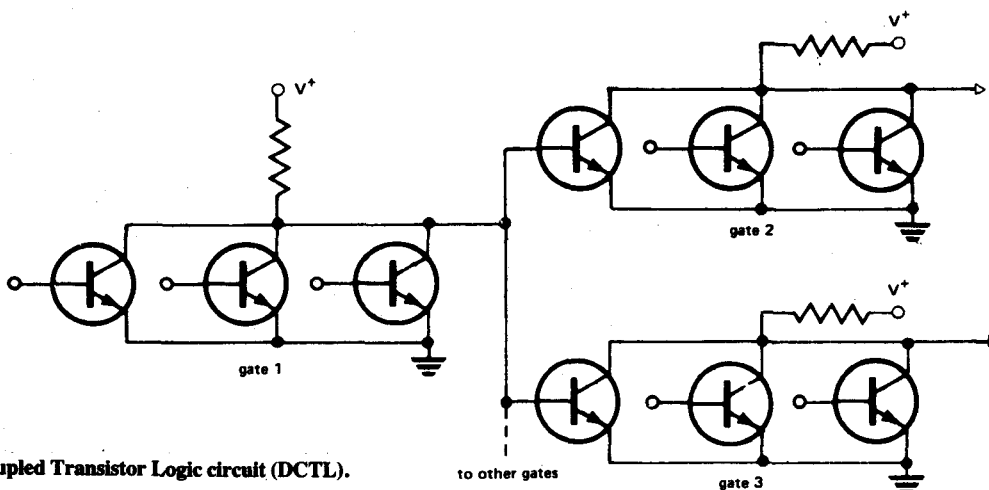 V+
V+
gate 1
gate 2
V+
upled Transistor Logic circuit (DCTL).
to other gates
gate 3